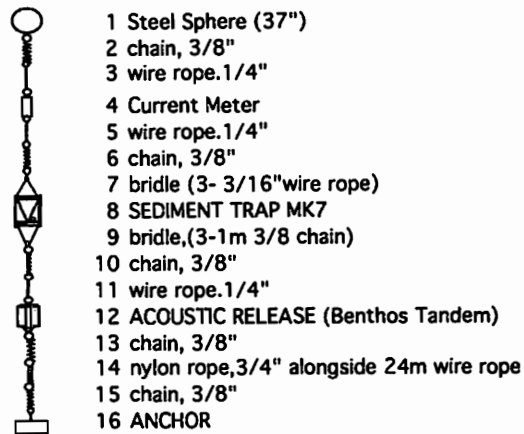 1 Steel Sphere (37")
2 chain, 3/8"
3 wire rope.1/4"
4 Current Meter
5 wire rope.1/4"
6 chain, 3/8"
7 bridle (3- 3/16"wire rope)
8 SEDIMENT TRAP MK7
9 bridle,(3-1m 3/8 chain)
10 chain, 3/8"
11 wire rope.1/4"
12 ACOUSTIC RELEASE (Benthos Tandem)
13 chain, 3/8"
14 nylon rope,3/4" alongside 24m wire rope
15 chain, 3/8"
16 ANCHOR